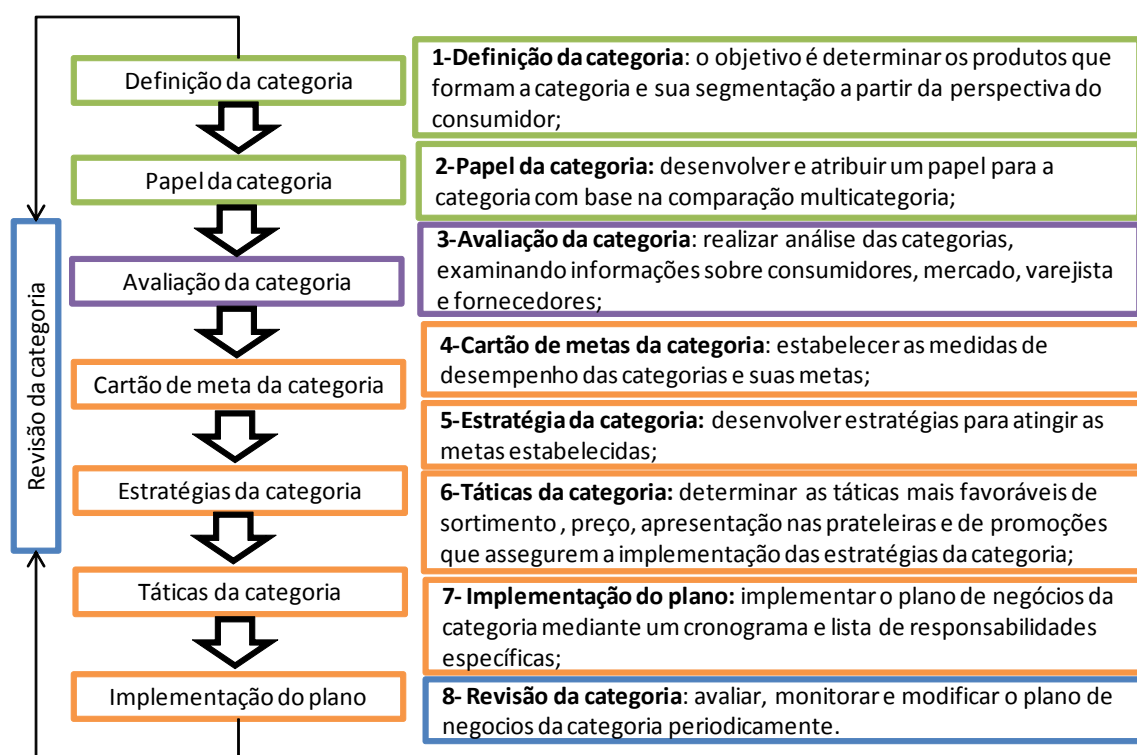 Definição da categoria
Papel da categoria
Avaliação da categoria
Cartão de meta da categoria
Estratégias da categoria
Táticas da categoria
Implementação do plano
Revisão da categoria
1-Definição da categoria: o objetivo é determinar os produtos que
formam a categoria e sua segmentação a partir da perspectiva do
consumidor;
2-Papel da categoria: desenvolver e atribuir um papel para a
categoria com base na comparação multicategoria;
3-Avaliação da categoria: realizar análise das categorias,
examinando informações sobre consumidores, mercado, varejista
e fornecedores;
4-Cartão de metas da categoria: estabelecer as medidas de
desempenho das categorias e suas metas;
5-Estratégia da categoria: desenvolver estratégias para atingir as
metas estabelecidas;
6-Táticas da categoria: determinar as táticas mais favoráveis de
sortimento , preço, apresentação nas prateleiras e de promoções
que assegurem a implementação das estratégias da categoria;
7- Implementação do plano: implementar o plano de negócios da
categoria mediante um cronograma e lista de responsabilidades
específicas;
8- Revisão da categoria: avaliar, monitorar e modificar o plano de
negocios da categoria periodicamente.